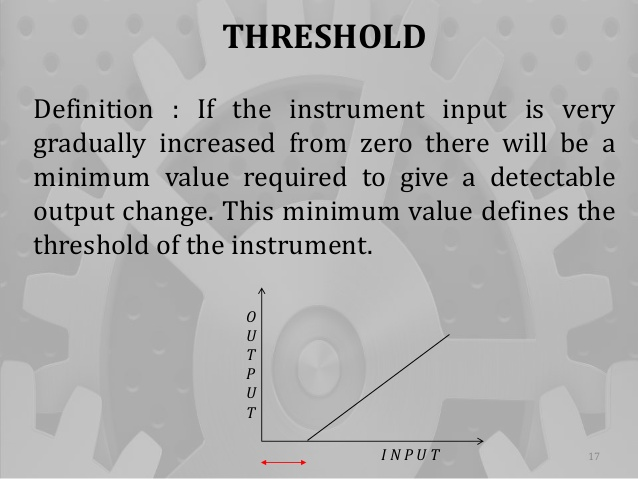 THRESHOLD
Definition : If the instrument input is very
gradually increased from zero there will be a
minimum value required to give a detectable
output change. This minimum value defines the
threshold of the instrument.
O
U
T
P
U
T
I N P U T
17